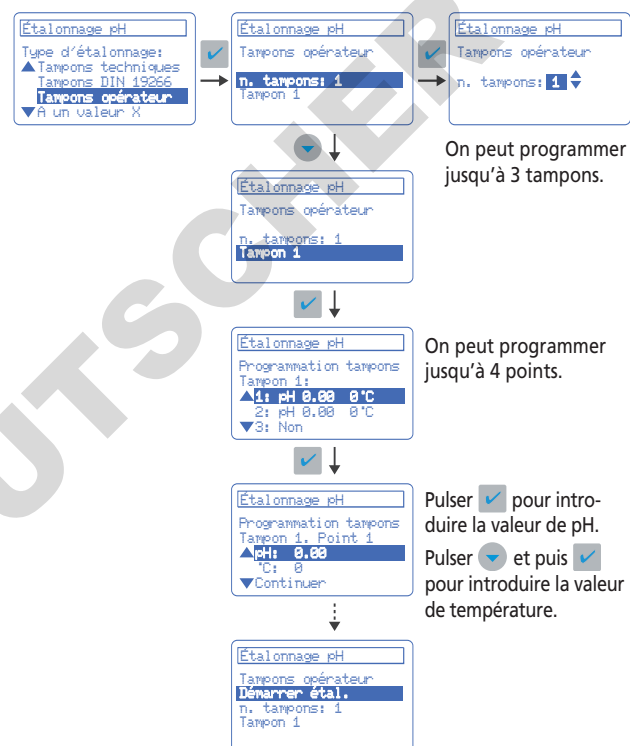 Étalonnage pH
Type d'étalonnage:
▲Tampons techniques
Tampons DIN 19266
Tampons opérateur
▼A un valeur X
Étalonnage pH
Tampons opérateur
n. tampons: 1
Tampon 1
Étalonnage pH
Tampons opérateur
n. tampons: 1
On peut programmer
jusqu'à 3 tampons.
Étalonnage pH
Tampons opérateur
n. tampons: 1
Tampon 1
Étalonnage pH
Programmation tampons
Tampon 1:
▲1: pH 0.00 0°C
2: pH 0.00 0°C
▼3: Non
On peut programmer
jusqu'à 4 points.
Étalonnage pH
Programmation tampons
Tampon 1. Point 1
▲pH: 0.00
°C: 0
▼Continuer
Pulser ✓ pour intro-
duire la valeur de pH.
Pulser ▼ et puis ✓
pour introduire la valeur
de température.
Étalonnage pH
Tampons opérateur
Démarrer étal.
n. tampons: 1
Tampon 1
UTSCHER